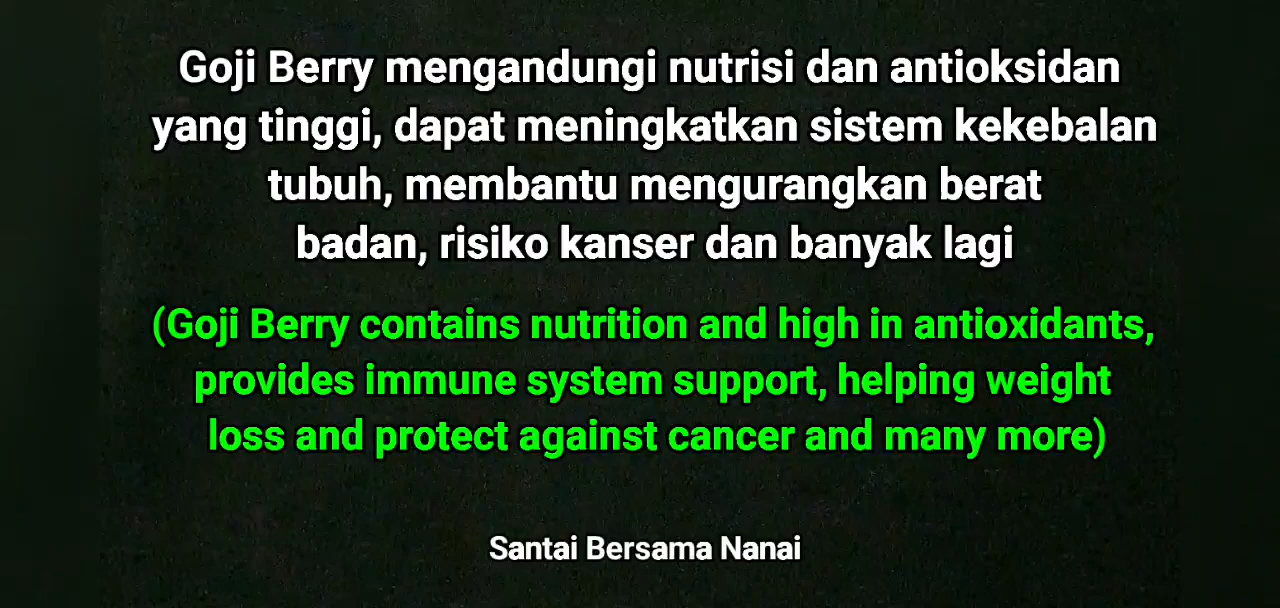 Goji Berry mengandungi nutrisi dan antioksidan
yang tinggi, dapat meningkatkan sistem kekebalan
tubuh, membantu mengurangkan berat
badan, risiko kanser dan banyak lagi
(Goji Berry contains nutrition and high in antioxidants,
provides immune system support, helping weight
loss and protect against cancer and many more)
Santai Bersama Nanai